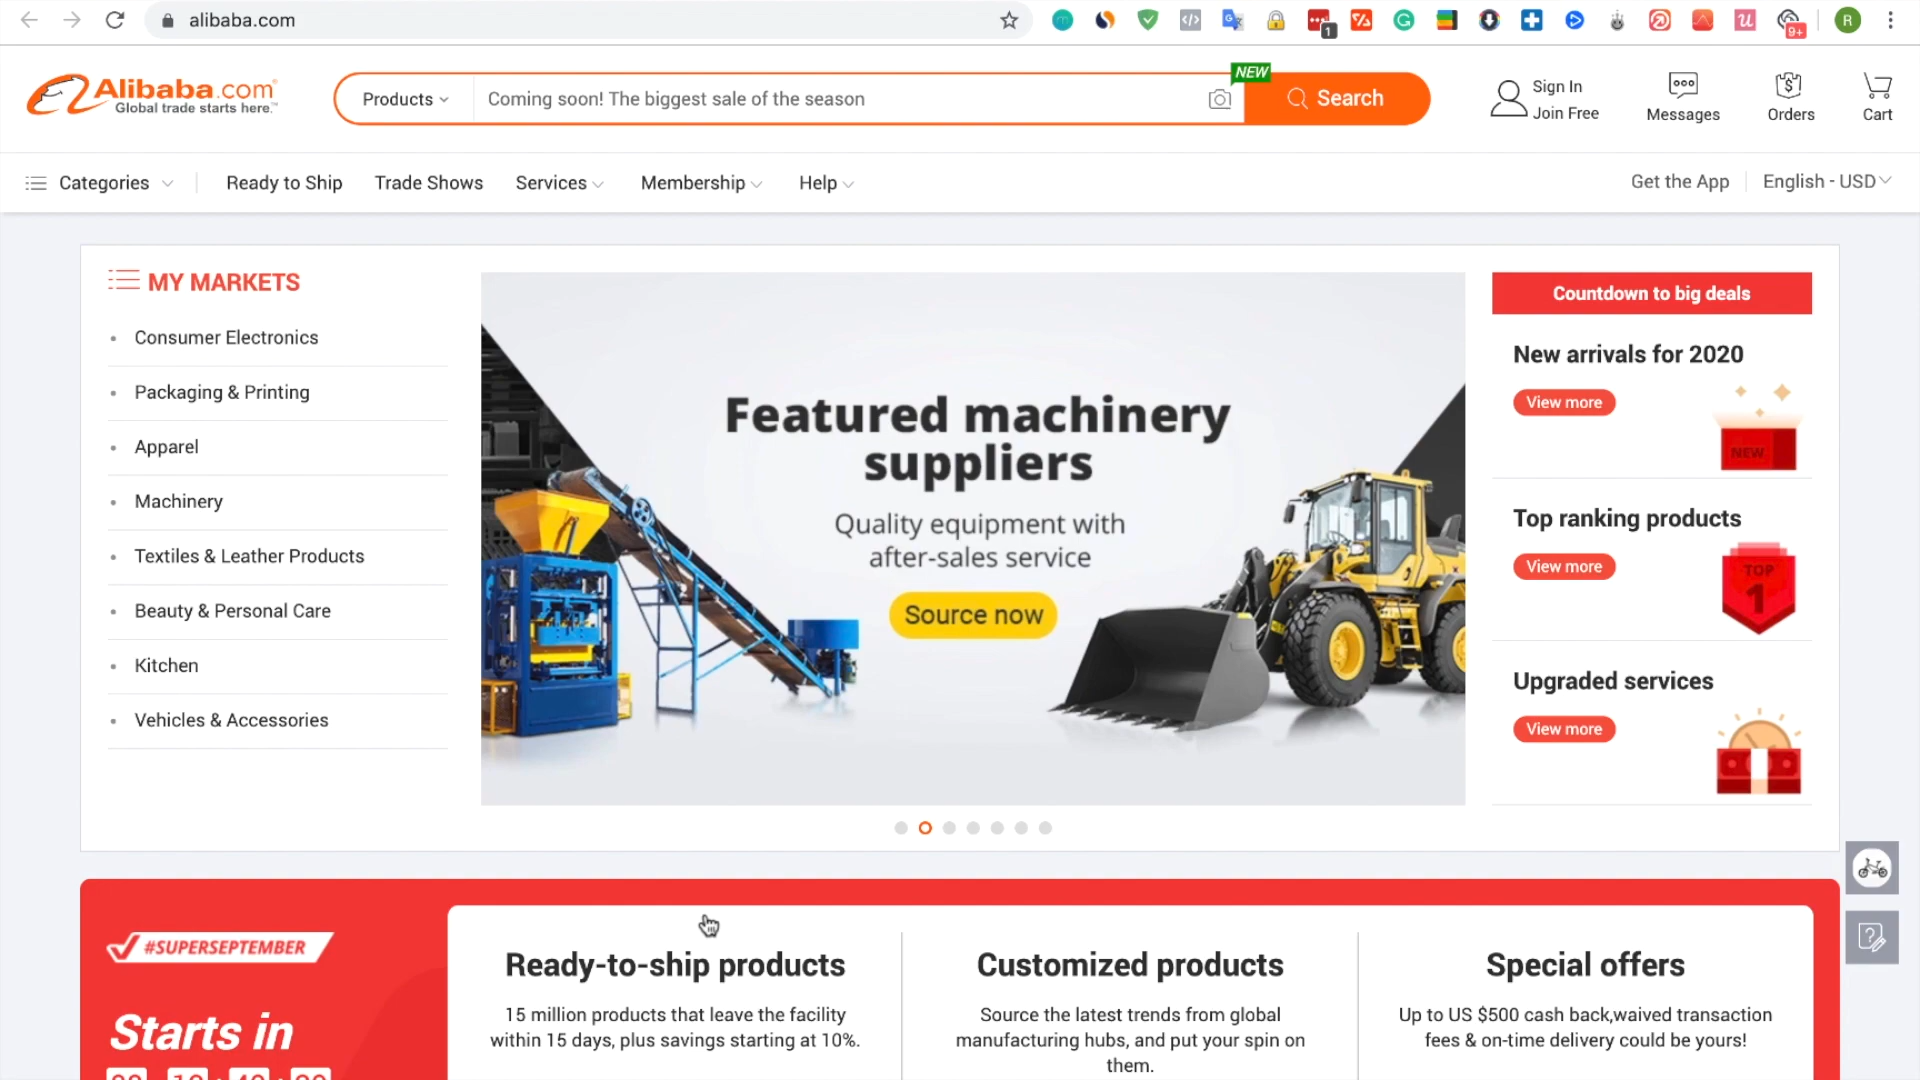 alibaba.com
1
9+
R
Alibaba.com
Global trade starts here.™
Products
Coming soon! The biggest sale of the season
NEW
Search
Sign In
Join Free
Messages
Orders
Cart
Categories
Ready to Ship
Trade Shows
Services
Membership
Help
Get the App
English - USD
MY MARKETS
Consumer Electronics
Packaging & Printing
Apparel
Machinery
Textiles & Leather Products
Beauty & Personal Care
Kitchen
Vehicles & Accessories
Featured machinery
suppliers
Quality equipment with
after-sales service
Source now
Countdown to big deals
New arrivals for 2020
View more
NEW
Top ranking products
View more
TOP
1
Upgraded services
View more
#SUPERSEPTEMBER
Starts in
Ready-to-ship products
15 million products that leave the facility
within 15 days, plus savings starting at 10%.
Customized products
Source the latest trends from global
manufacturing hubs, and put your spin on
them.
Special offers
Up to US $500 cash back,waived transaction
fees & on-time delivery could be yours!